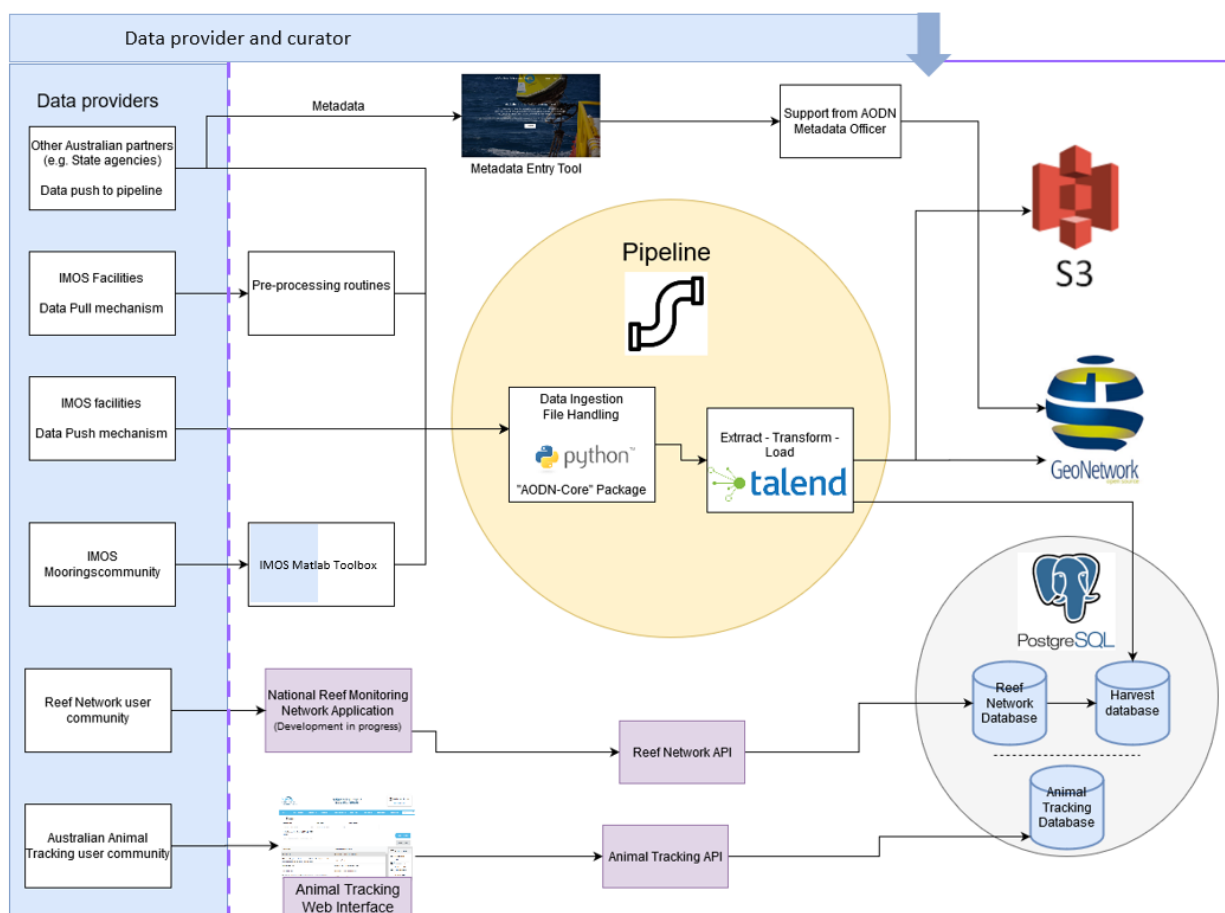 Data provider and curator
Data providers
Other Australian partners
(e.g. State agencies)
Data push to pipeline
Metadata
Metadata Entry Tool
Support from AODN
Metadata Officer
S3
IMOS Facilities
Data Pull mechanism
Pre-processing routines
Pipeline
IMOS facilities
Data Push mechanism
Data Ingestion
File Handling
python™
"AODN-Core" Package
Extrract - Transform -
Load
talend
GeoNetwork
open source
IMOS
Mooringscommunity
IMOS Matlab Toolbox
PostgreSQL
Reef Network user
community
National Reef Monitoring
Network Application
(Development in progress)
Reef Network API
Reef
Network
Database
Harvest
database
Australian Animal
Tracking user community
Animal Tracking
Web Interface
Animal Tracking API
Animal
Tracking
Database